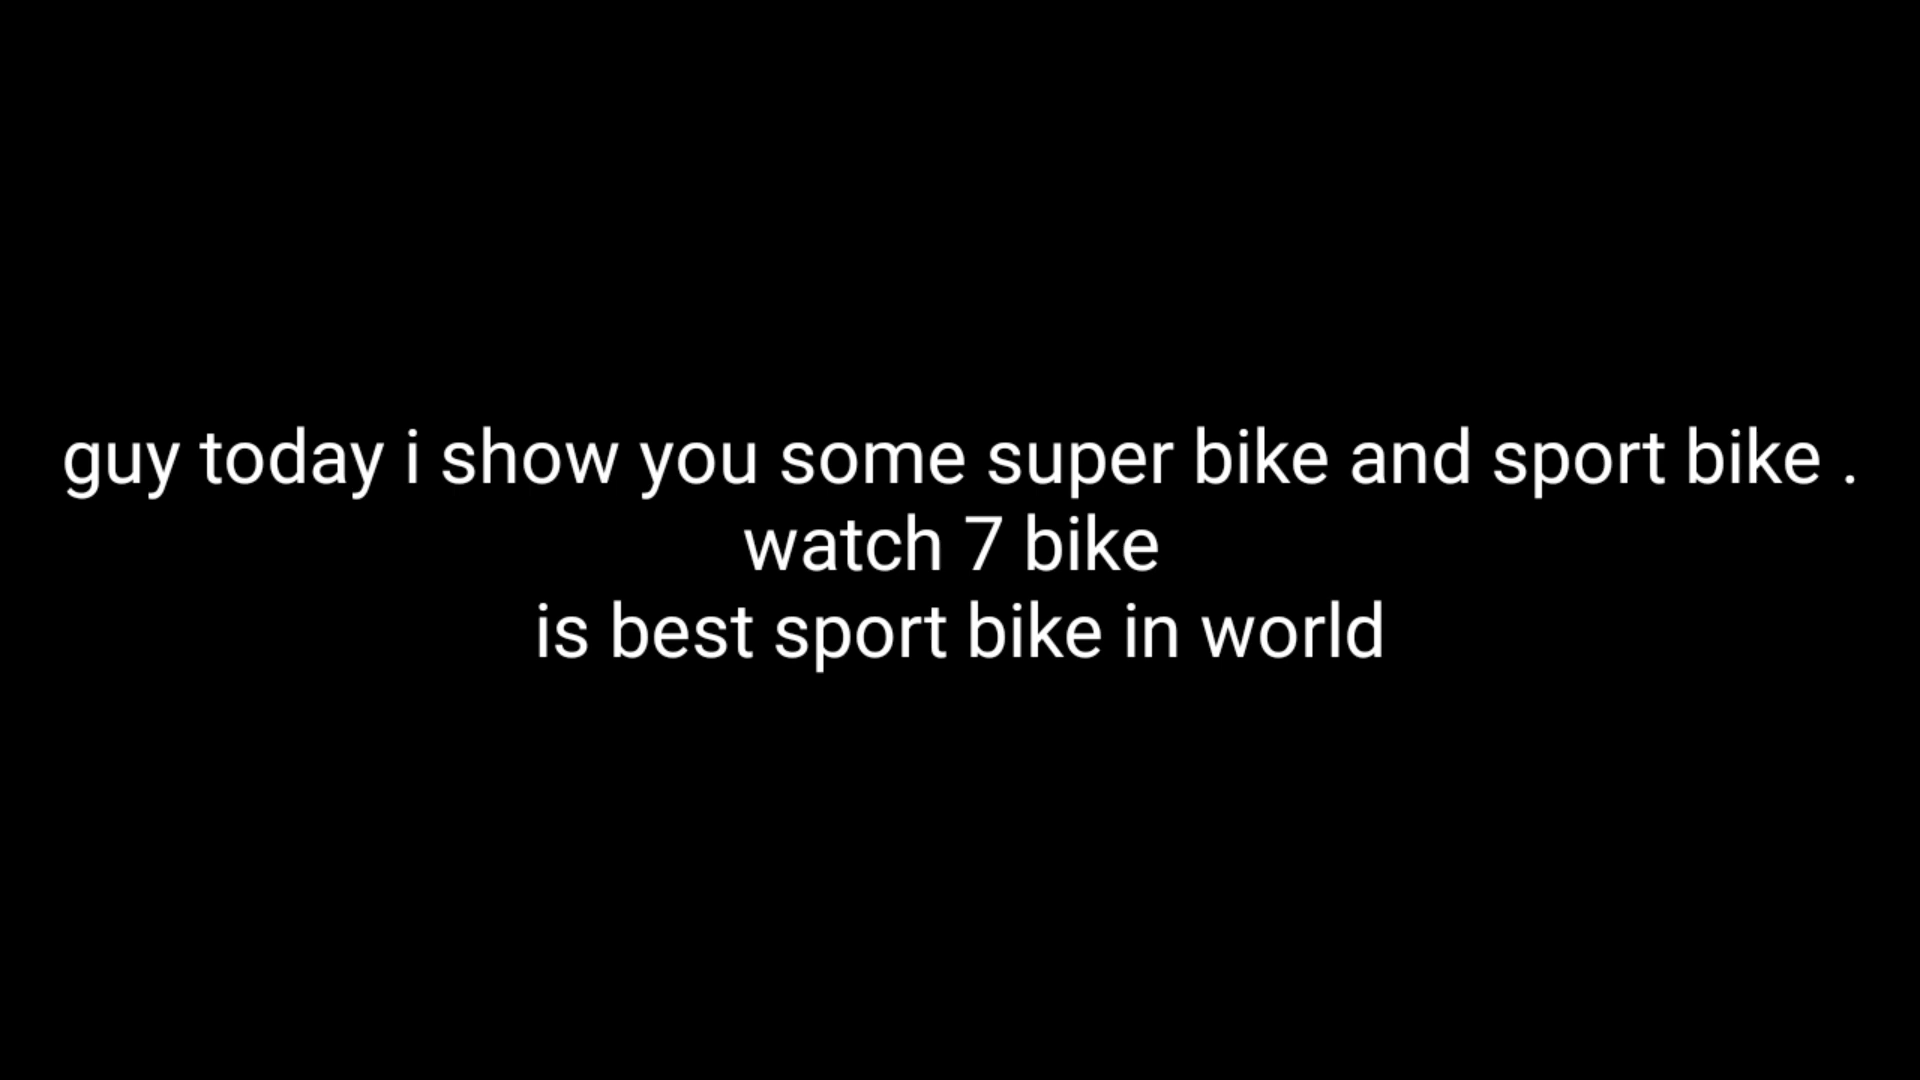 guy today i show you some super bike and sport bike .
watch 7 bike
is best sport bike in world